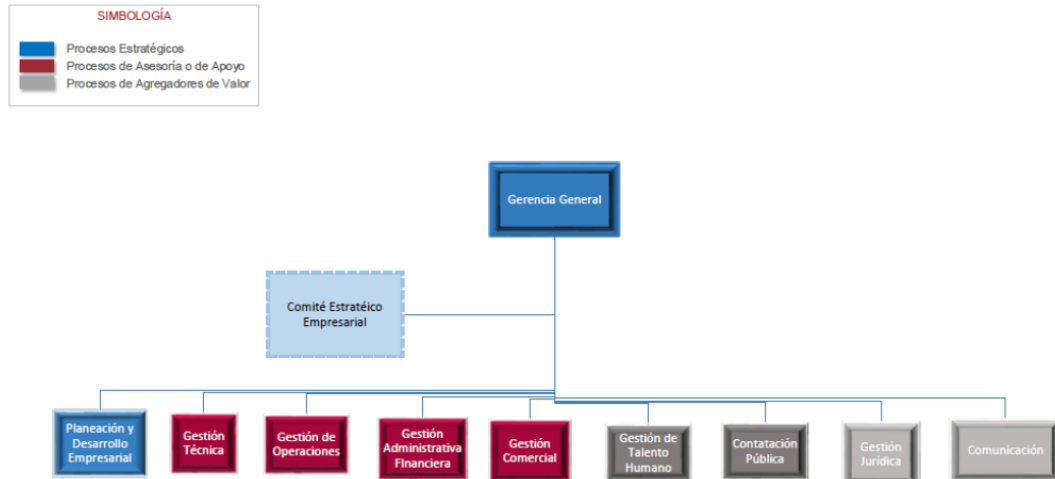 SIMBOLOGÍA
Procesos Estratégicos
Procesos de Asesoría o de Apoyo
Procesos de Agregadores de Valor
Gerencia General
Comité Estratéico
Empresarial
Planeación y
Desarrollo
Empresarial
Gestión
Técnica
Gestión de
Operaciones
Gestión
Administrativa
FInanciera
Gestión
Comercial
Gestión de
Talento
Humano
Contatación
Pública
Gestión
Jurídica
Comunicación